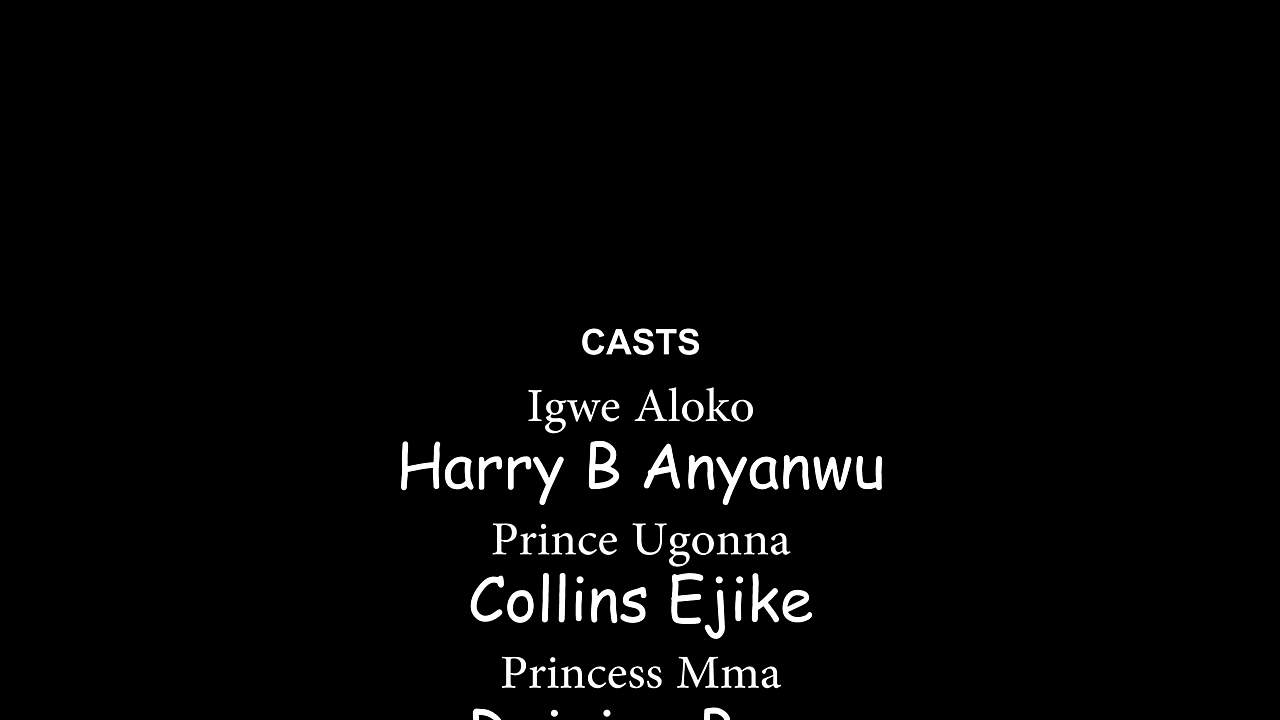 CASTS
Igwe Aloko
Harry B Anyanwu
Prince Ugonna
Collins Ejike
Princess Mma